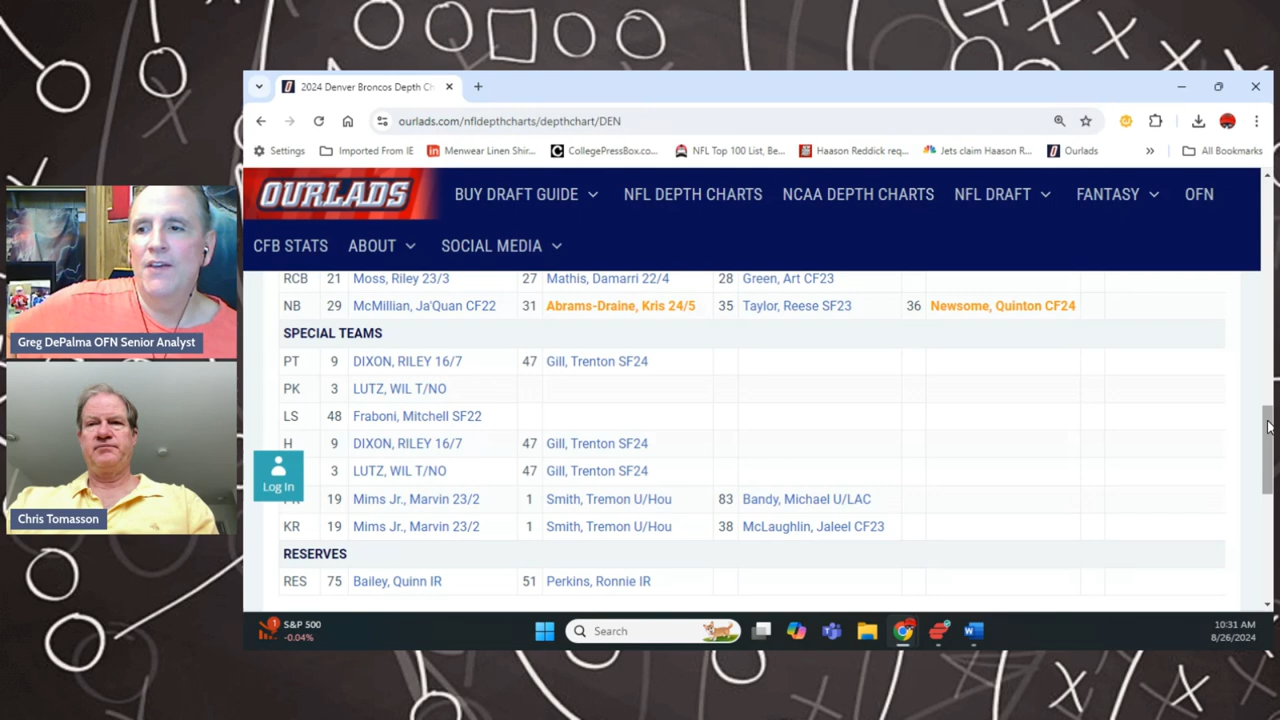 2024 Denver Broncos Depth Ch
ourlads.com/nfldepthcharts/depthchart/DEN
Settings Imported From IE Menwear Linen Shir... CollegePressBox.co... NFL Top 100 List, Be... Haason Reddick req... Jets claim Haason R... Ourlads All Bookmarks
OURLADS BUY DRAFT GUIDE NFL DEPTH CHARTS NCAA DEPTH CHARTS NFL DRAFT FANTASY OFN
CFB STATS ABOUT SOCIAL MEDIA
RCB 21 Moss, Riley 23/3 27 Mathis, Damarri 22/4 28 Green, Art CF23
NB 29 McMillian, Ja'Quan CF22 31 Abrams-Draine, Kris 24/5 35 Taylor, Reese SF23 36 Newsome, Quinton CF24
SPECIAL TEAMS
PT 9 DIXON, RILEY 16/7 47 Gill, Trenton SF24
PK 3 LUTZ, WIL T/NO
LS 48 Fraboni, Mitchell SF22
H 9 DIXON, RILEY 16/7 47 Gill, Trenton SF24
3 LUTZ, WIL T/NO 47 Gill, Trenton SF24
19 Mims Jr., Marvin 23/2 1 Smith, Tremon U/Hou 83 Bandy, Michael U/LAC
KR 19 Mims Jr., Marvin 23/2 1 Smith, Tremon U/Hou 38 McLaughlin, Jaleel CF23
RESERVES
RES 75 Bailey, Quinn IR 51 Perkins, Ronnie IR
Log In
Greg DePalma OFN Senior Analyst
Chris Tomasson
1
S&P 500
-0.04%
Search
10:31 AM
8/26/2024